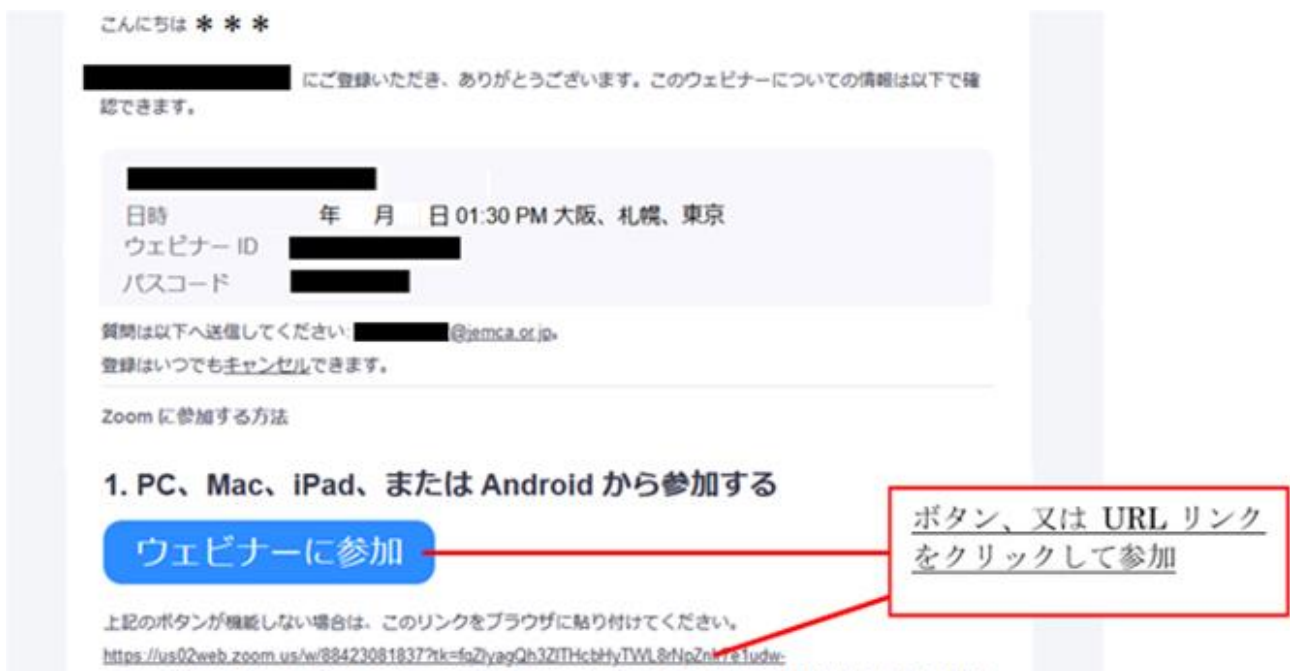 こんにちは * * *
にご登録いただき、ありがとうございます。このウェビナーについての情報は以下で確
認できます。
日時 年 月 日 01:30 PM 大阪、札幌、東京
ウェビナー ID
パスコード
質問は以下へ送信してください: @jemca.or.jp。
登録はいつでもキャンセルできます。
Zoom に参加する方法
1. PC、Mac、iPad、または Android から参加する
ウェビナーに参加
ボタン、又は URL リンク
をクリックして参加
上記のボタンが機能しない場合は、このリンクをブラウザに貼り付けてください。